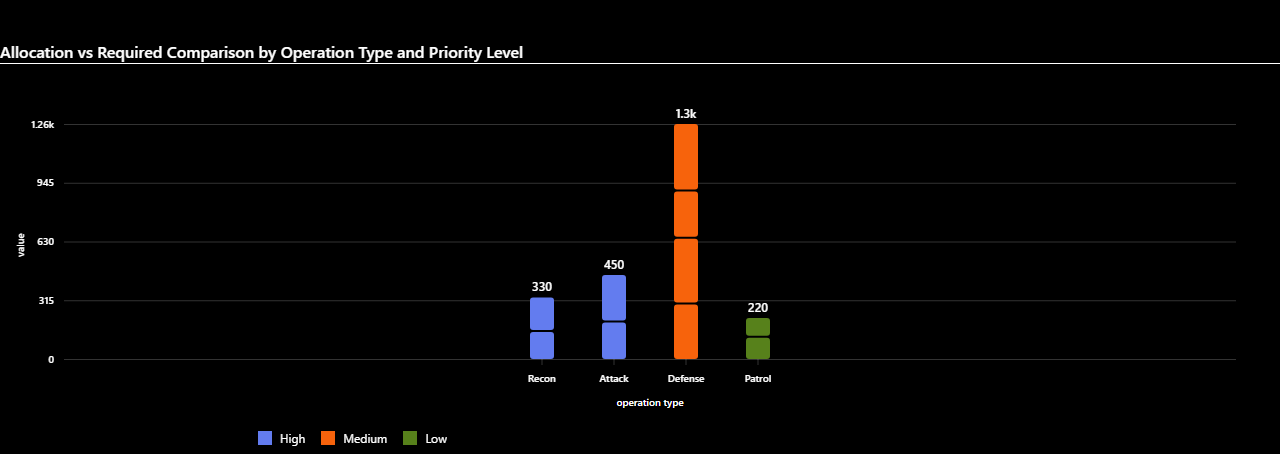 Allocation vs Required Comparison by Operation Type and Priority Level
1.3k
1.26k
945
630
value
450
330
315
220
0
Recon Attack Defense Patrol
operation type
High Medium Low